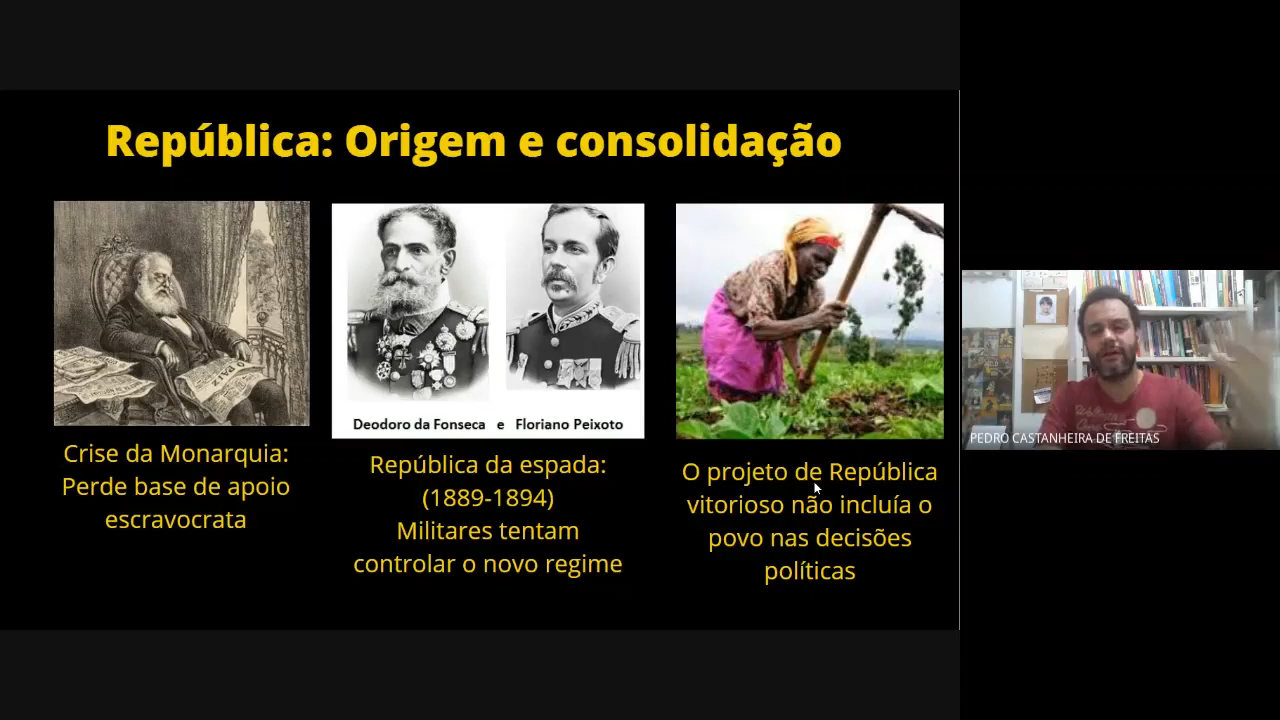 República: Origem e consolidação
O PAIZ
Deodoro da Fonseca e Floriano Peixoto
Crise da Monarquia:
Perde base de apoio
escravocrata
República da espada:
(1889-1894)
Militares tentam
controlar o novo regime
O projeto de República
vitorioso não incluía o
povo nas decisões
políticas
PEDRO CASTANHEIRA DE FREITAS